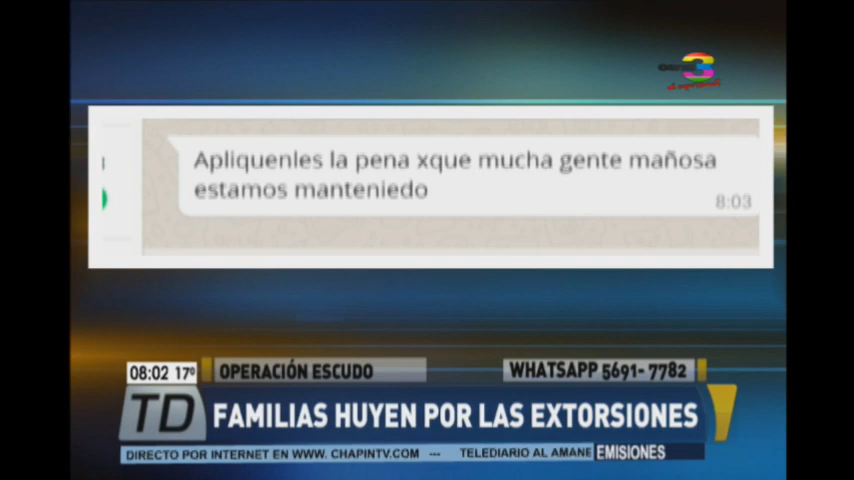 3
Apliquenles la pena xque mucha gente mañosa
estamos manteniedo
8:03
08:02 17º
OPERACIÓN ESCUDO
WHATSAPP 5691- 7782
TD
FAMILIAS HUYEN POR LAS EXTORSIONES
DIRECTO POR INTERNET EN WWW. CHAPINTV.COM --- TELEDIARIO AL AMANE
EMISIONES